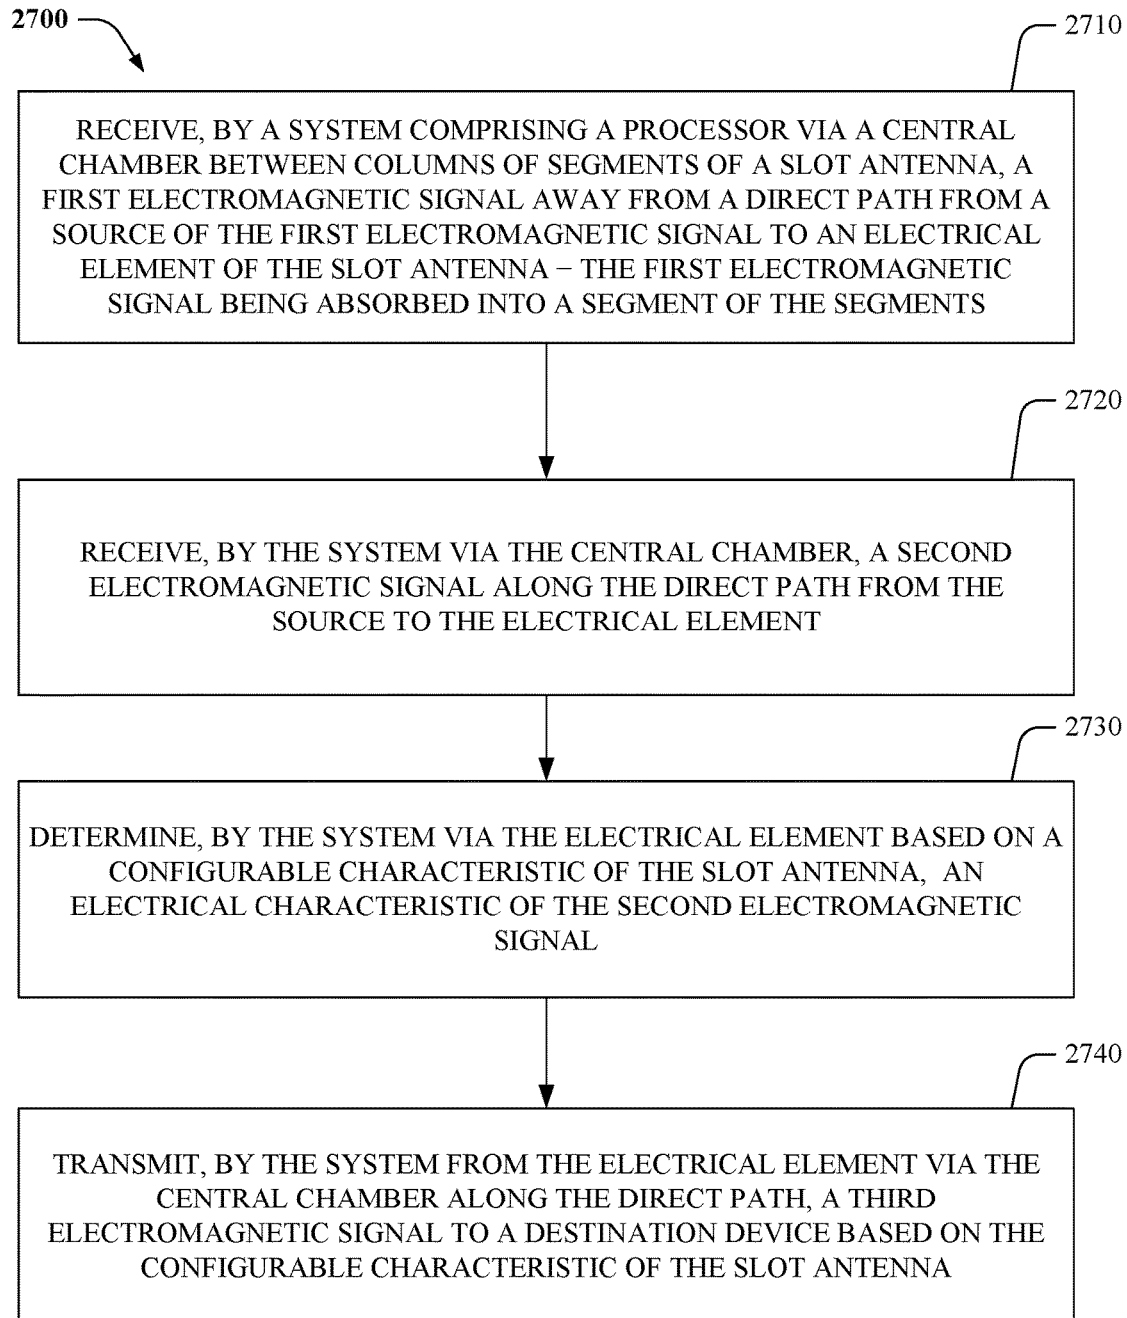 2700
2710
RECEIVE, BY A SYSTEM COMPRISING A PROCESSOR VIA A CENTRAL
CHAMBER BETWEEN COLUMNS OF SEGMENTS OF A SLOT ANTENNA, A
FIRST ELECTROMAGNETIC SIGNAL AWAY FROM A DIRECT PATH FROM A
SOURCE OF THE FIRST ELECTROMAGNETIC SIGNAL TO AN ELECTRICAL
ELEMENT OF THE SLOT ANTENNA − THE FIRST ELECTROMAGNETIC
SIGNAL BEING ABSORBED INTO A SEGMENT OF THE SEGMENTS
2720
RECEIVE, BY THE SYSTEM VIA THE CENTRAL CHAMBER, A SECOND
ELECTROMAGNETIC SIGNAL ALONG THE DIRECT PATH FROM THE
SOURCE TO THE ELECTRICAL ELEMENT
2730
DETERMINE, BY THE SYSTEM VIA THE ELECTRICAL ELEMENT BASED ON A
CONFIGURABLE CHARACTERISTIC OF THE SLOT ANTENNA, AN
ELECTRICAL CHARACTERISTIC OF THE SECOND ELECTROMAGNETIC
SIGNAL
2740
TRANSMIT, BY THE SYSTEM FROM THE ELECTRICAL ELEMENT VIA THE
CENTRAL CHAMBER ALONG THE DIRECT PATH, A THIRD
ELECTROMAGNETIC SIGNAL TO A DESTINATION DEVICE BASED ON THE
CONFIGURABLE CHARACTERISTIC OF THE SLOT ANTENNA